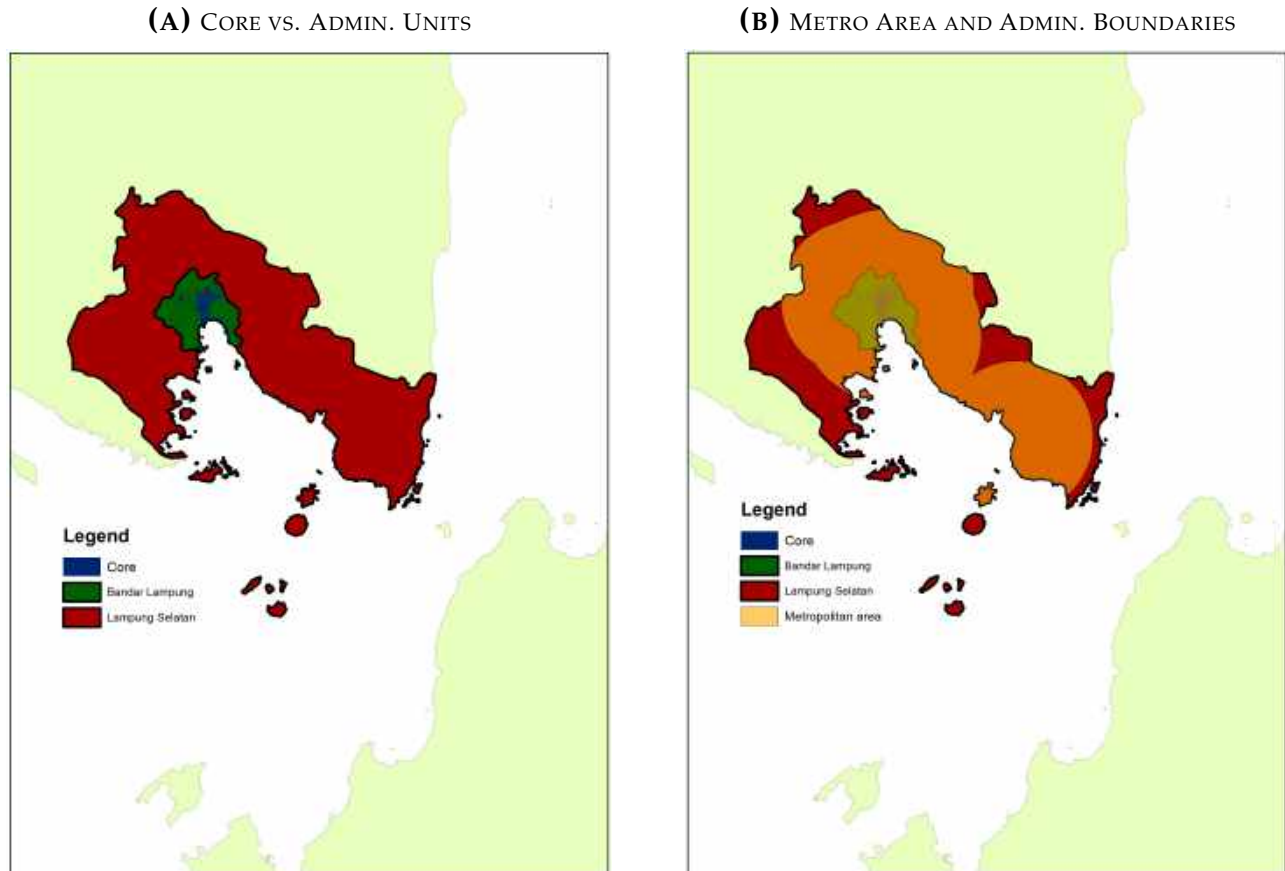 (A) CORE VS. ADMIN. UNITS
(B) METRO AREA AND ADMIN. BOUNDARIES
Legend
Core
Bandar Lampung
Lampung Selatan
Legend
Core
Bandar Lampung
Lampung Selatan
Metropolitan area